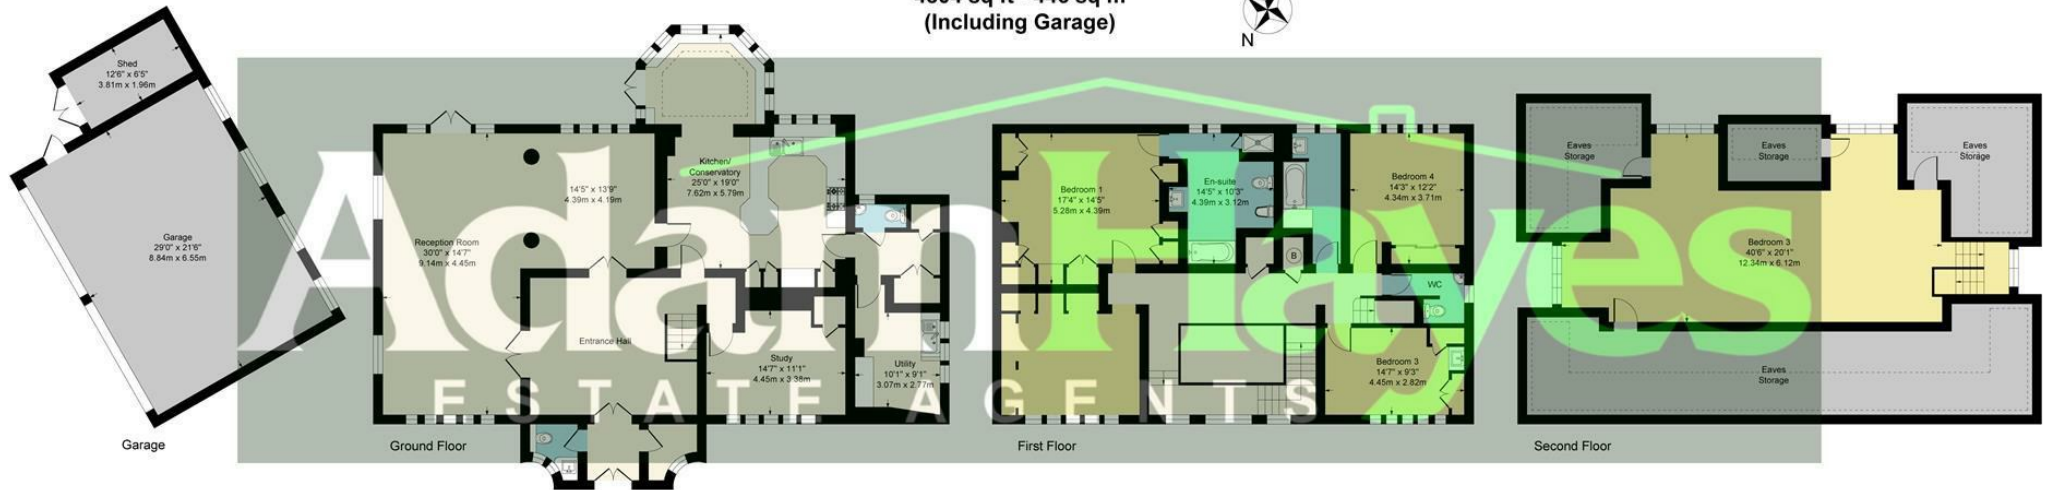 (Including Garage)
N
Shed
12'6" x 6'5"
3.81m x 1.96m
Garage
29'0" x 21'6"
8.84m x 6.55m
Garage
Kitchen/
Conservatory
25'0" x 19'0"
7.62m x 5.79m
14'5" x 13'9"
4.39m x 4.19m
Reception Room
30'0" x 14'7"
9.14m x 4.45m
Entrance Hall
Study
14'7" x 11'1"
4.45m x 3.38m
Utility
10'1" x 9'1"
3.07m x 2.77m
Ground Floor
Bedroom 1
17'4" x 14'5"
5.28m x 4.39m
En-suite
14'5" x 10'3"
4.39m x 3.12m
Bedroom 4
14'3" x 12'2"
4.34m x 3.71m
B
WC
Bedroom 3
14'7" x 9'3"
4.45m x 2.82m
First Floor
Eaves
Storage
Eaves
Storage
Eaves
Storage
Bedroom 3
40'6" x 20'1"
12.34m x 6.12m
Eaves
Storage
Second Floor
AdamHayes
ESTATE AGENTS